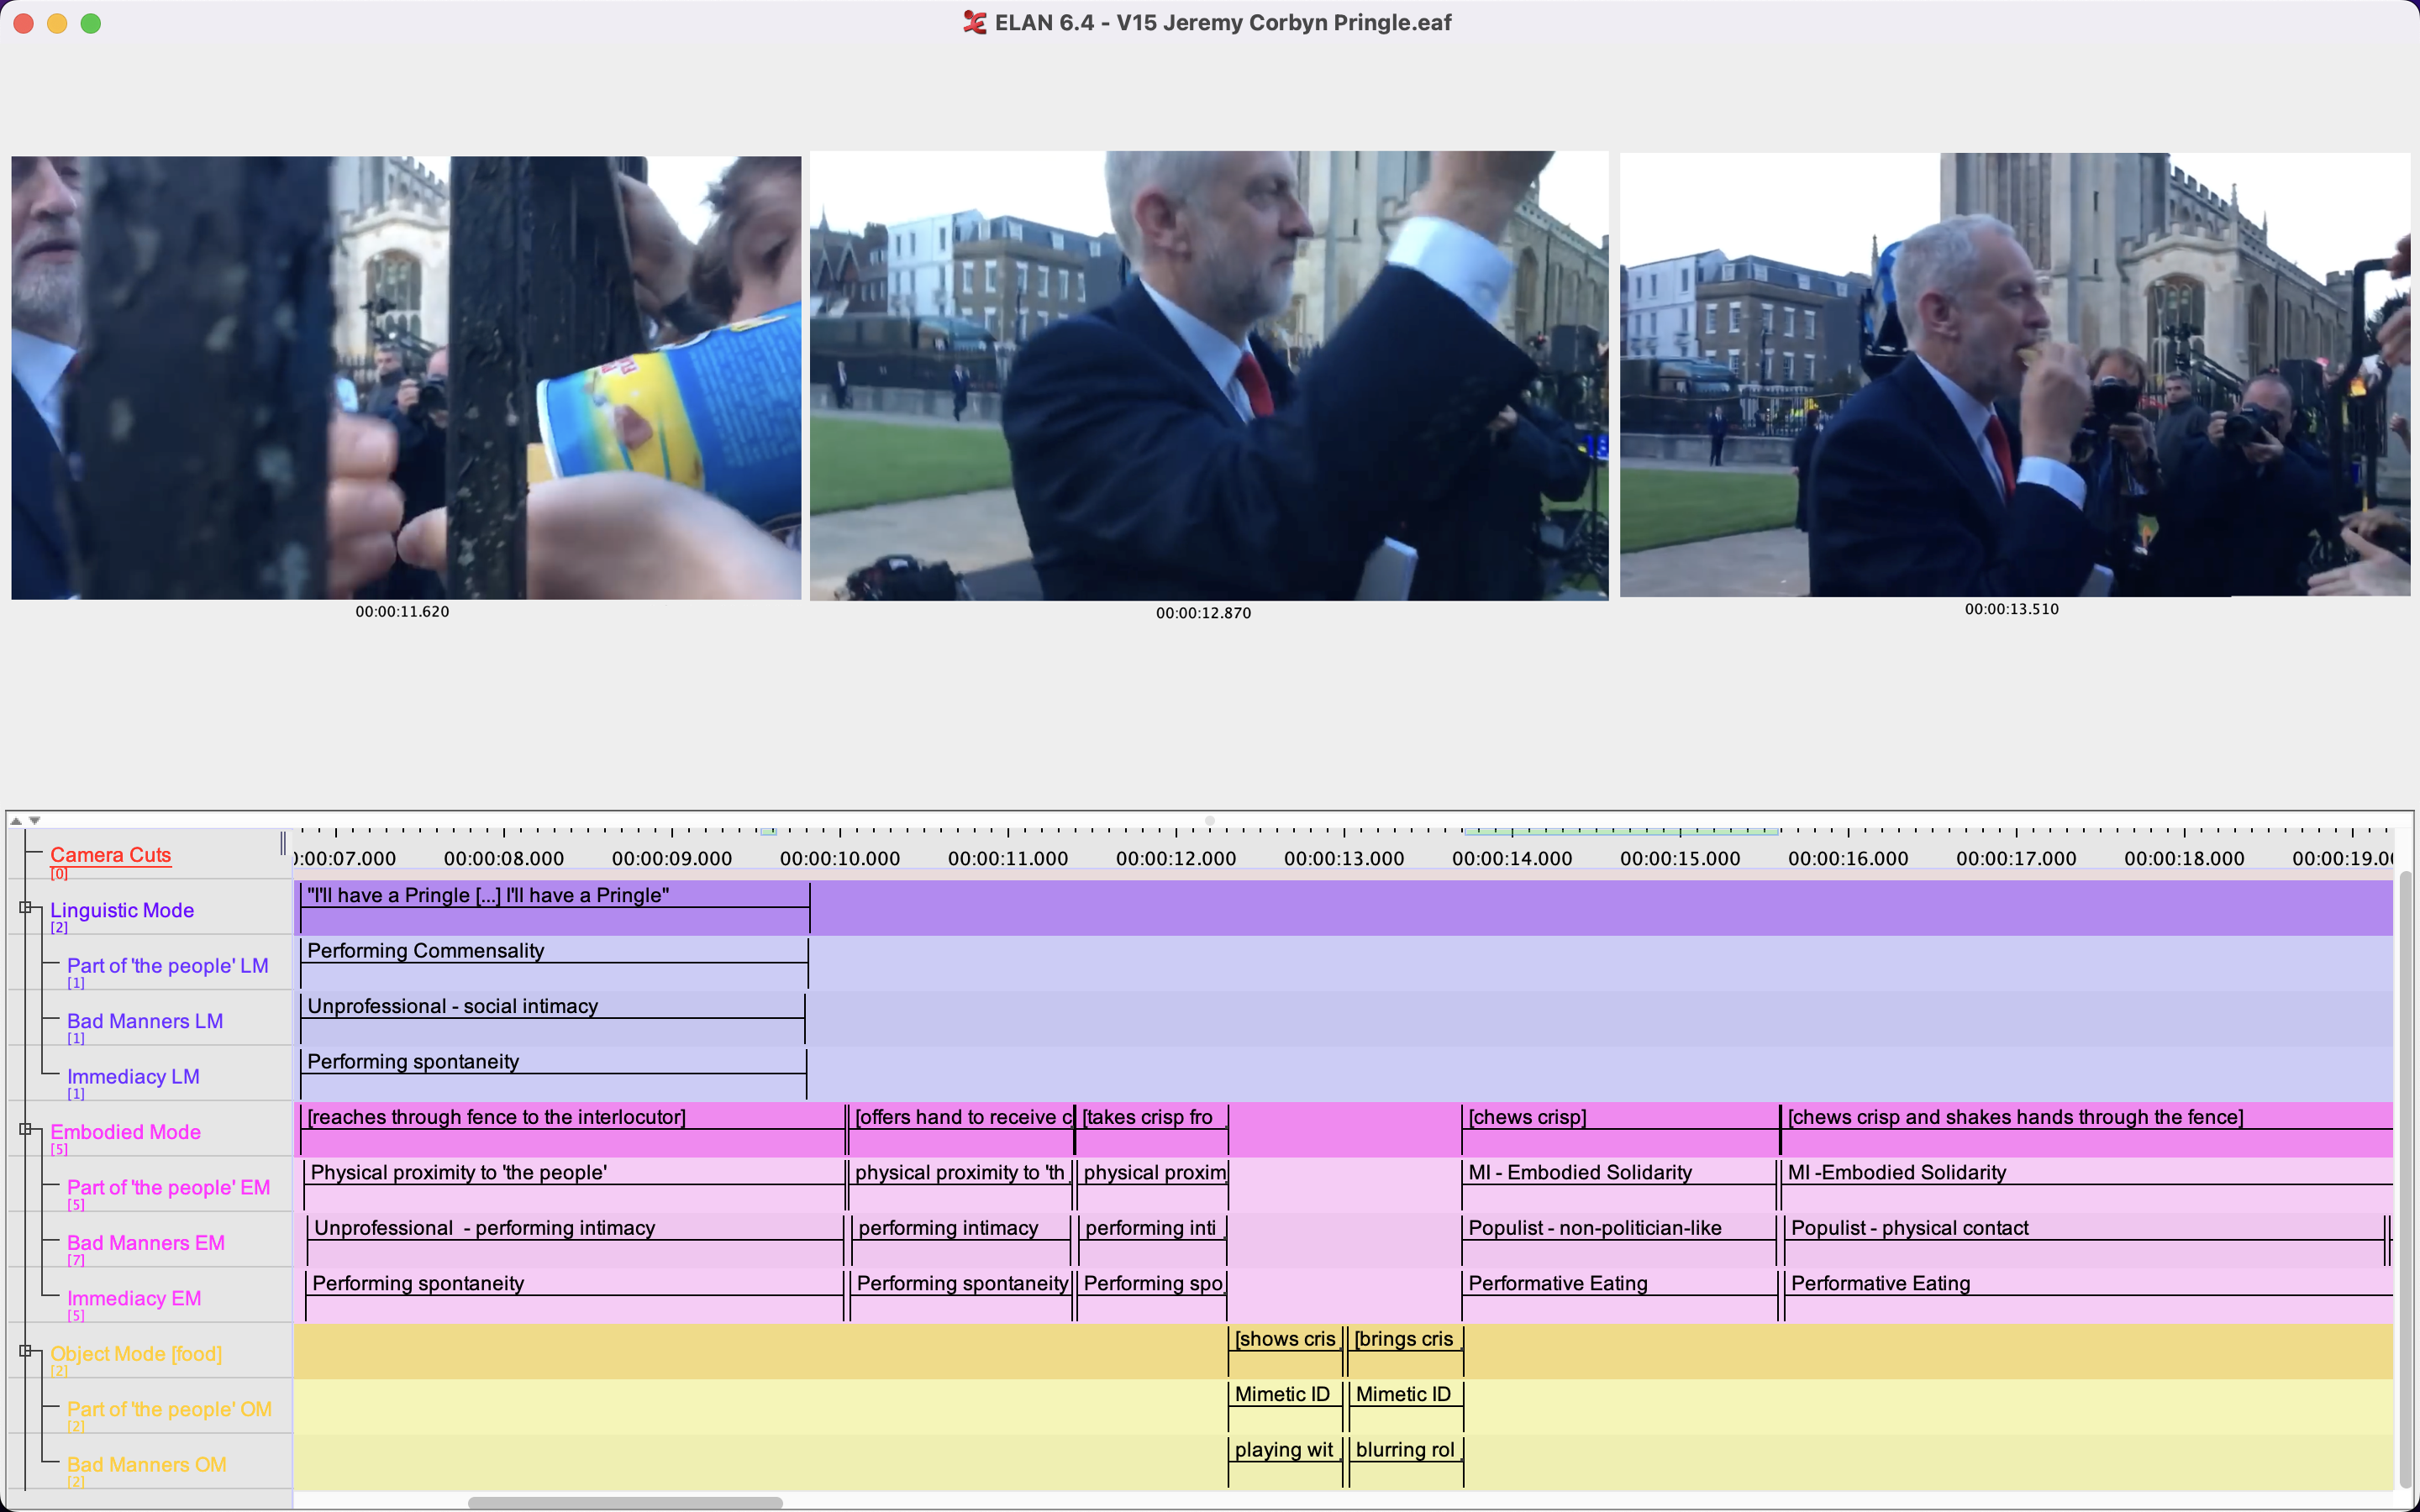 ELAN 6.4 - V15 Jeremy Corbyn Pringle.eaf
00:00:11.620
00:00:12.870
00:00:13.510
):00:07.000 00:00:08.000 00:00:09.000 00:00:10.000 00:00:11.000 00:00:12.000 00:00:13.000 00:00:14.000 00:00:15.000 00:00:16.000 00:00:17.000 00:00:18.000 00:00:19.0
Camera Cuts
[0]
"I'll have a Pringle [...] I'll have a Pringle"
Linguistic Mode
[2]
Performing Commensality
Part of 'the people' LM
[1]
Unprofessional - social intimacy
Bad Manners LM
[1]
Performing spontaneity
Immediacy LM
[1]
[reaches through fence to the interlocutor] [offers hand to receive c [takes crisp fro [chews crisp] [chews crisp and shakes hands through the fence]
Embodied Mode
[5]
Physical proximity to 'the people' physical proximity to 'th physical proxim MI - Embodied Solidarity MI -Embodied Solidarity
Part of 'the people' EM
[5]
Unprofessional - performing intimacy performing intimacy performing inti Populist - non-politician-like Populist - physical contact
Bad Manners EM
[7]
Performing spontaneity Performing spontaneity Performing spo Performative Eating Performative Eating
Immediacy EM
[5]
[shows cris [brings cris
Object Mode [food]
[2]
Mimetic ID Mimetic ID
Part of 'the people' OM
[2]
playing wit blurring rol
Bad Manners OM
[2]